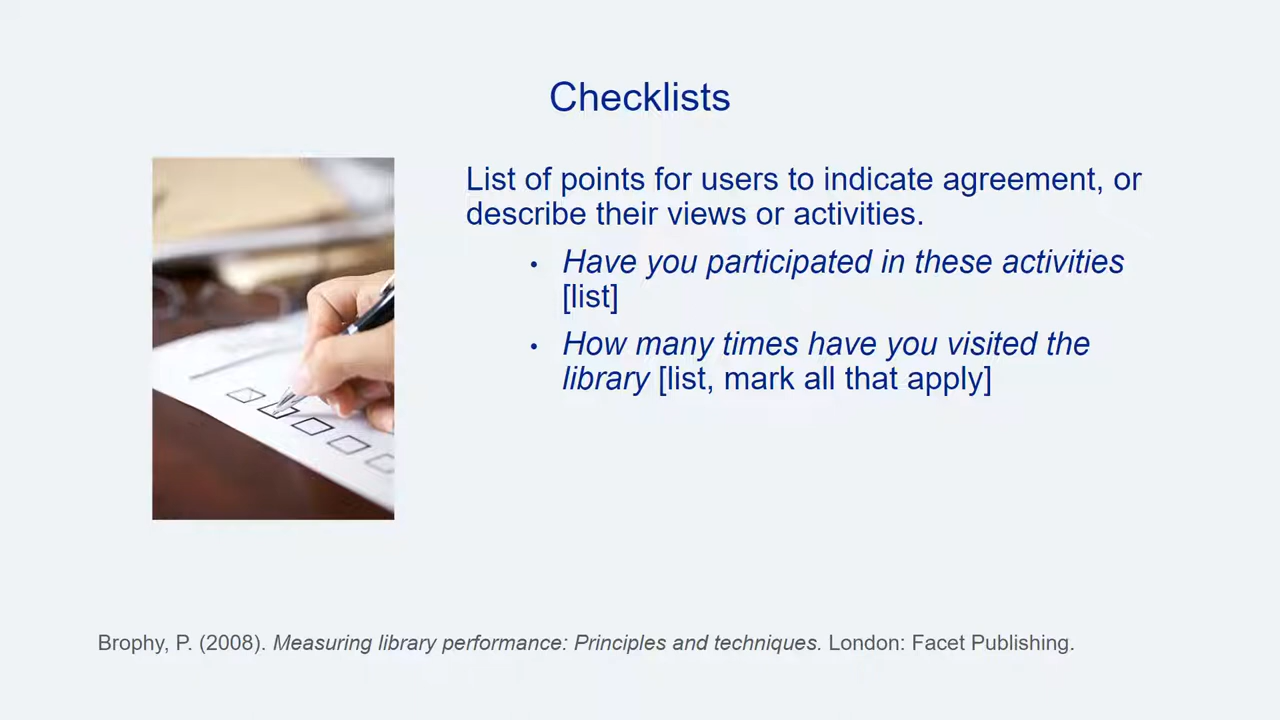 Checklists
List of points for users to indicate agreement, or
describe their views or activities.
• Have you participated in these activities
[list]
• How many times have you visited the
library [list, mark all that apply]
Brophy, P. (2008). Measuring library performance: Principles and techniques. London: Facet Publishing.